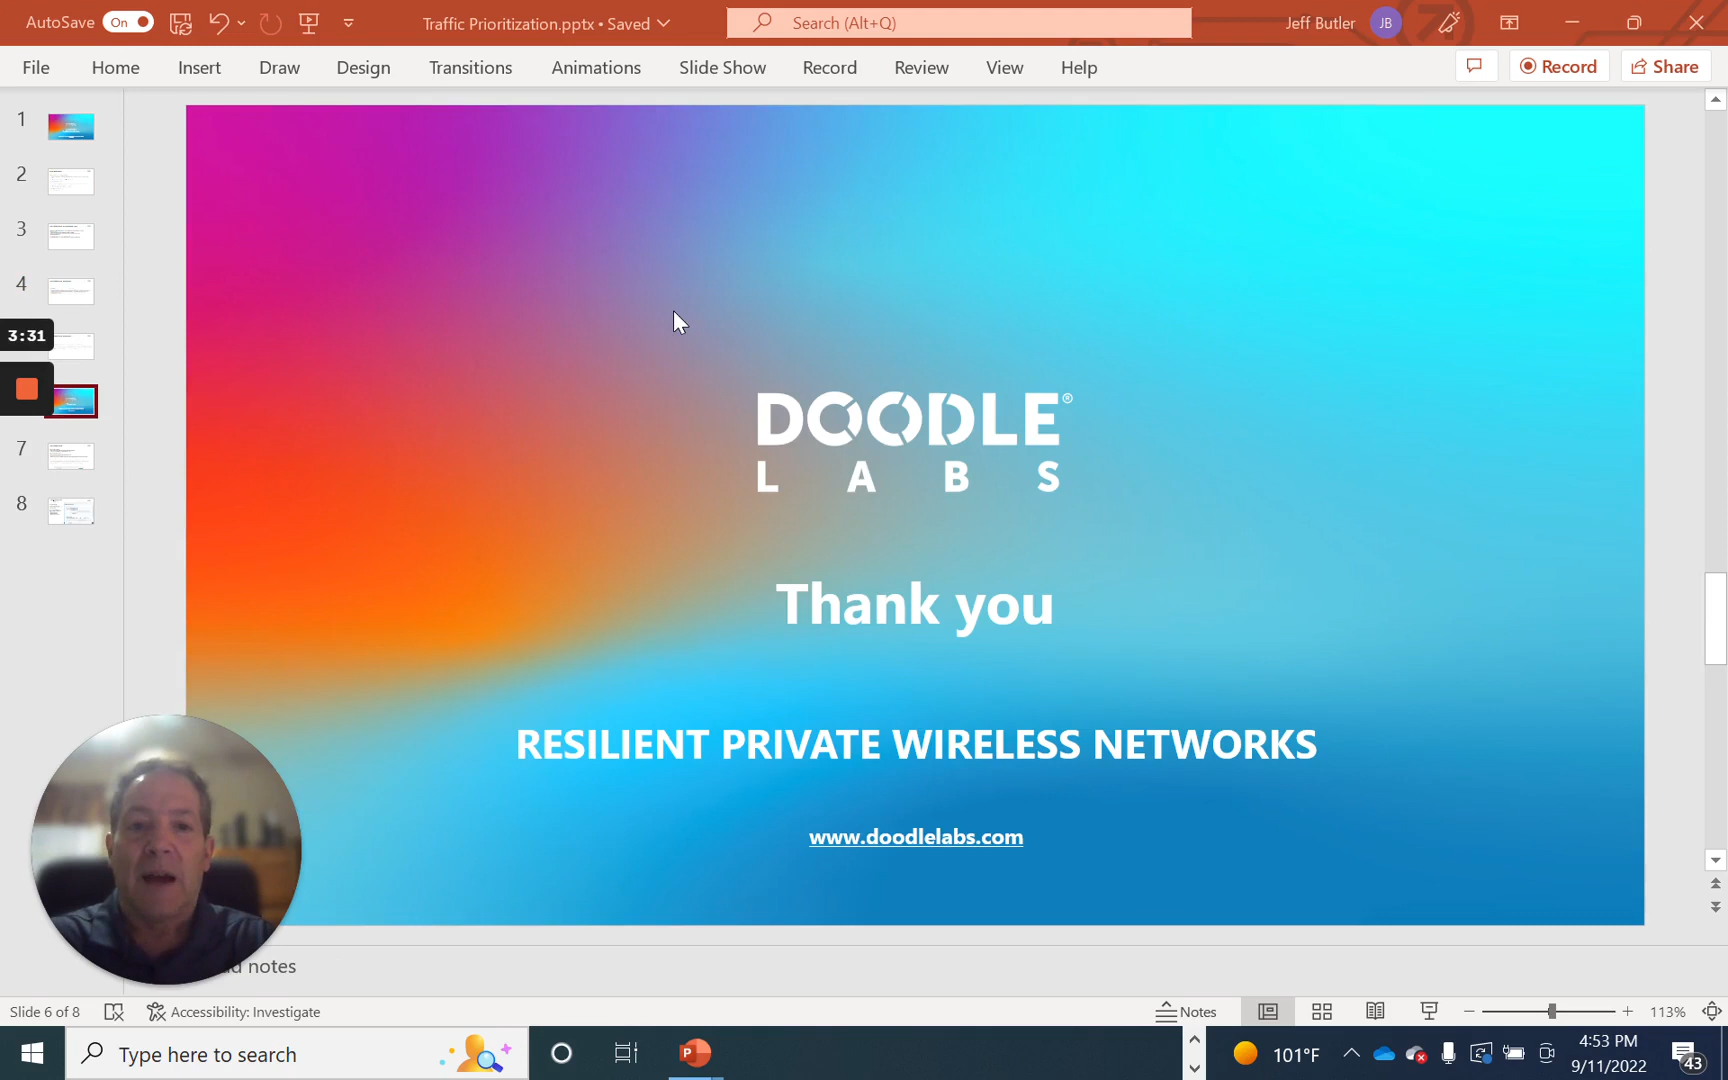 AutoSave On
Traffic Prioritization.pptx • Saved
Search (Alt+Q)
Jeff Butler JB
File Home Insert Draw Design Transitions Animations Slide Show Record Review View Help
Record Share
1
2
3
4
3:31
7
8
DOODLE®
LABS
Thank you
RESILIENT PRIVATE WIRELESS NETWORKS
www.doodlelabs.com
notes
Slide 6 of 8
Accessibility: Investigate
Notes
113%
Type here to search
101°F
4:53 PM
9/11/2022
43